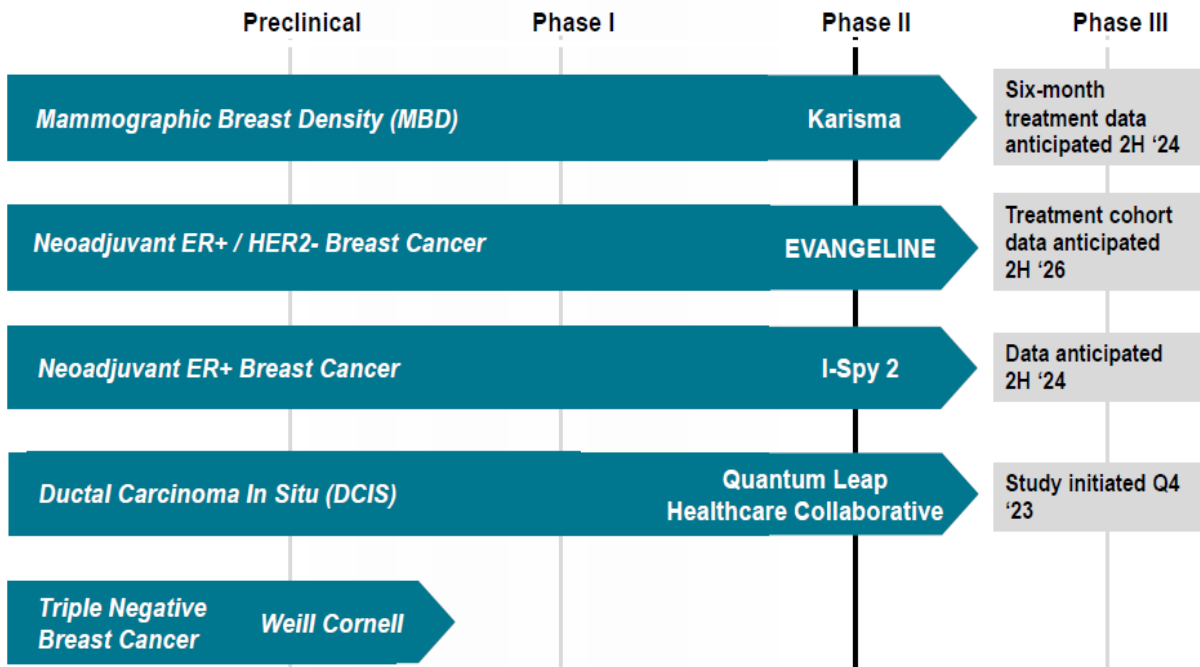 Preclinical Phase I Phase II Phase III
Mammographic Breast Density (MBD)
Karisma
Six-month
treatment data
anticipated 2H ‘24
Neoadjuvant ER+ / HER2- Breast Cancer
EVANGELINE
Treatment cohort
data anticipated
2H ‘26
Neoadjuvant ER+ Breast Cancer
I-Spy 2
Data anticipated
2H ‘24
Ductal Carcinoma In Situ (DCIS)
Quantum Leap
Healthcare Collaborative
Study initiated Q4
‘23
Triple Negative
Breast Cancer
Weill Cornell